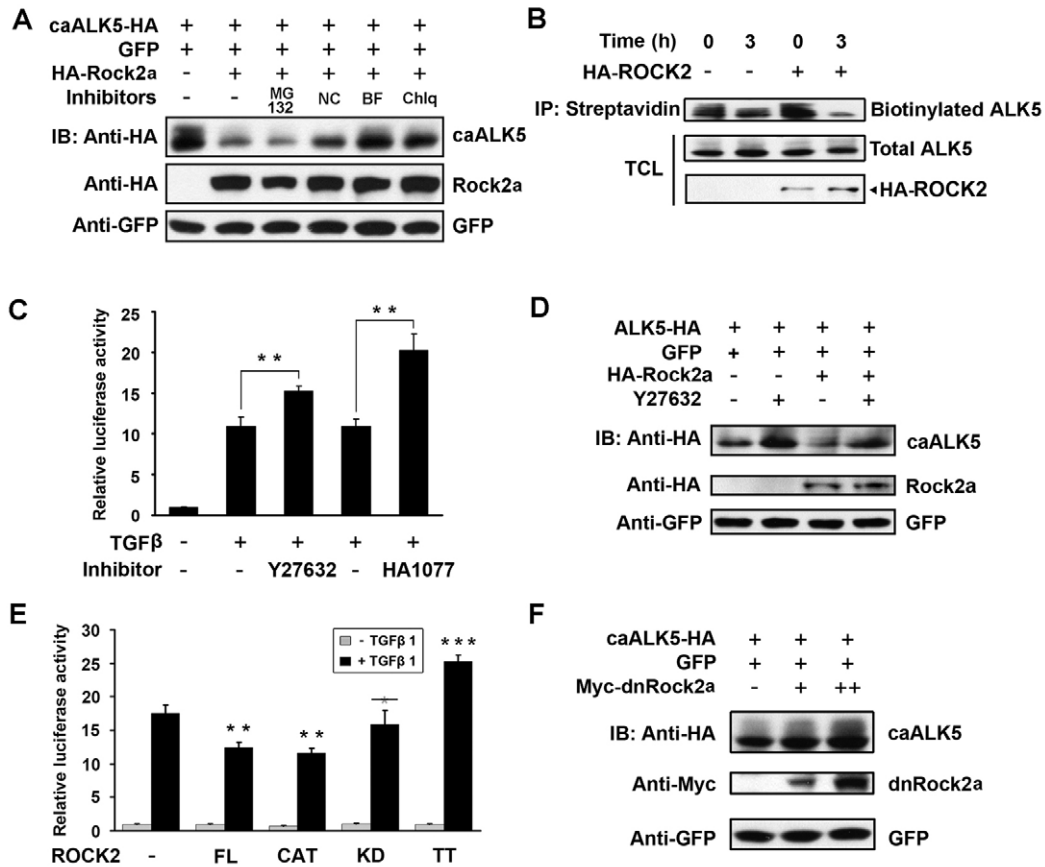 A
caALK5-HA + + + + + +
GFP + + + + + +
HA-Rock2a - + + + + +
Inhibitors - - MG 132 NC BF Chlq
IB: Anti-HA caALK5
Anti-HA Rock2a
Anti-GFP GFP
B
Time (h) 0 3 0 3
HA-ROCK2 - - + +
IP: Streptavidin Biotinylated ALK5
TCL Total ALK5
◄HA-ROCK2
C
Relative luciferase activity
25
20
15
10
5
0
** **
TGFβ - + + + +
Inhibitor - - Y27632 - HA1077
D
ALK5-HA + + + +
GFP + + + +
HA-Rock2a - - + +
Y27632 - + - +
IB: Anti-HA caALK5
Anti-HA Rock2a
Anti-GFP GFP
E
Relative luciferase activity
30
25
20
15
10
5
0
- TGFβ 1
+ TGFβ 1
** ** * ***
ROCK2 - FL CAT KD TT
F
caALK5-HA + + +
GFP + + +
Myc-dnRock2a - + ++
IB: Anti-HA caALK5
Anti-Myc dnRock2a
Anti-GFP GFP